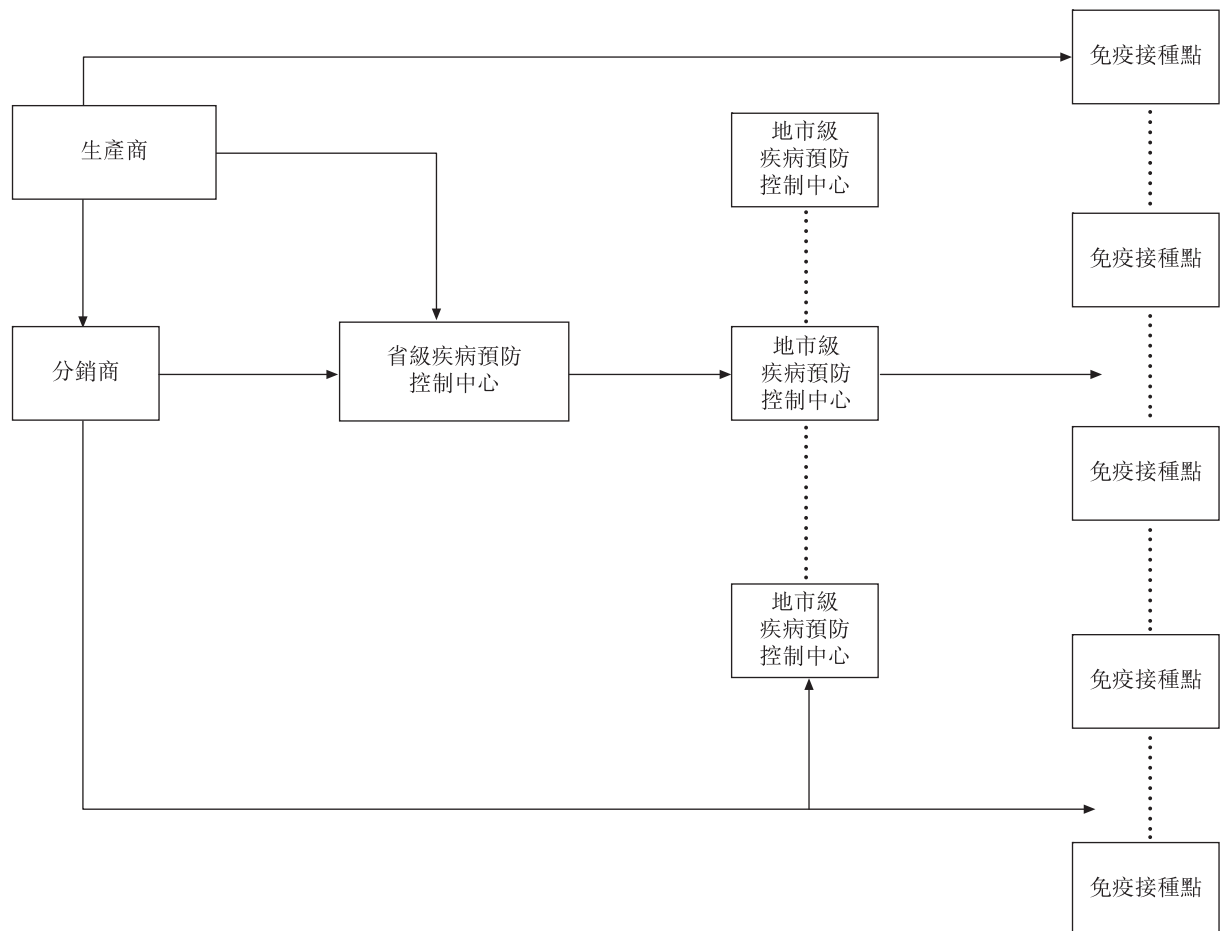 免疫接種點
生產商
地市級
疾病預防
控制中心
免疫接種點
分銷商
省級疾病預防
控制中心
地市級
疾病預防
控制中心
免疫接種點
地市級
疾病預防
控制中心
免疫接種點
免疫接種點